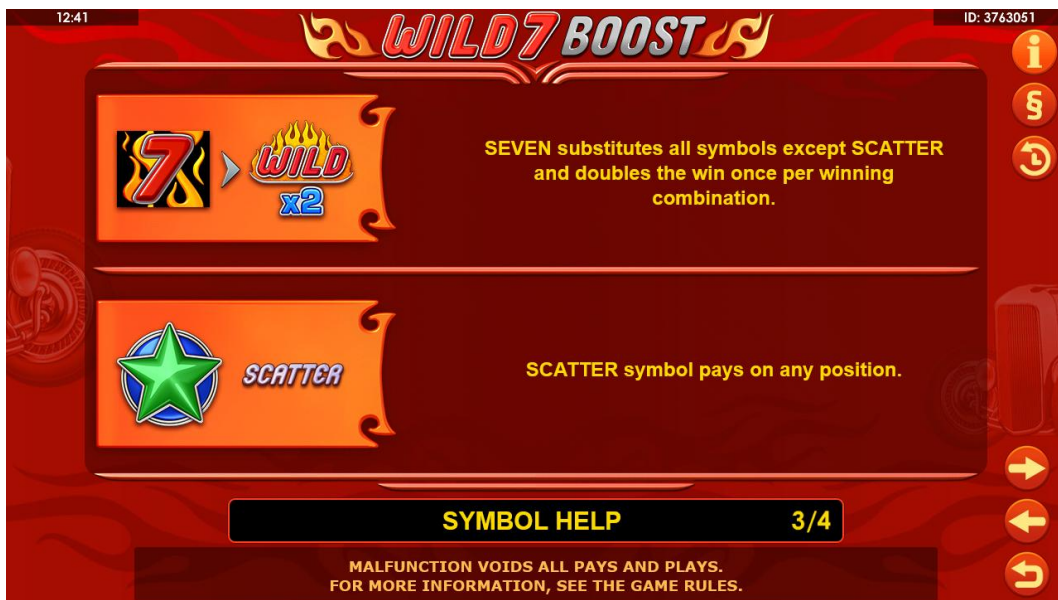 12:41
ID: 3763051
WILD 7 BOOST
i
§
7
WILD
x2
SEVEN substitutes all symbols except SCATTER
and doubles the win once per winning
combination.
SCATTER
SCATTER symbol pays on any position.
SYMBOL HELP 3/4
MALFUNCTION VOIDS ALL PAYS AND PLAYS.
FOR MORE INFORMATION, SEE THE GAME RULES.